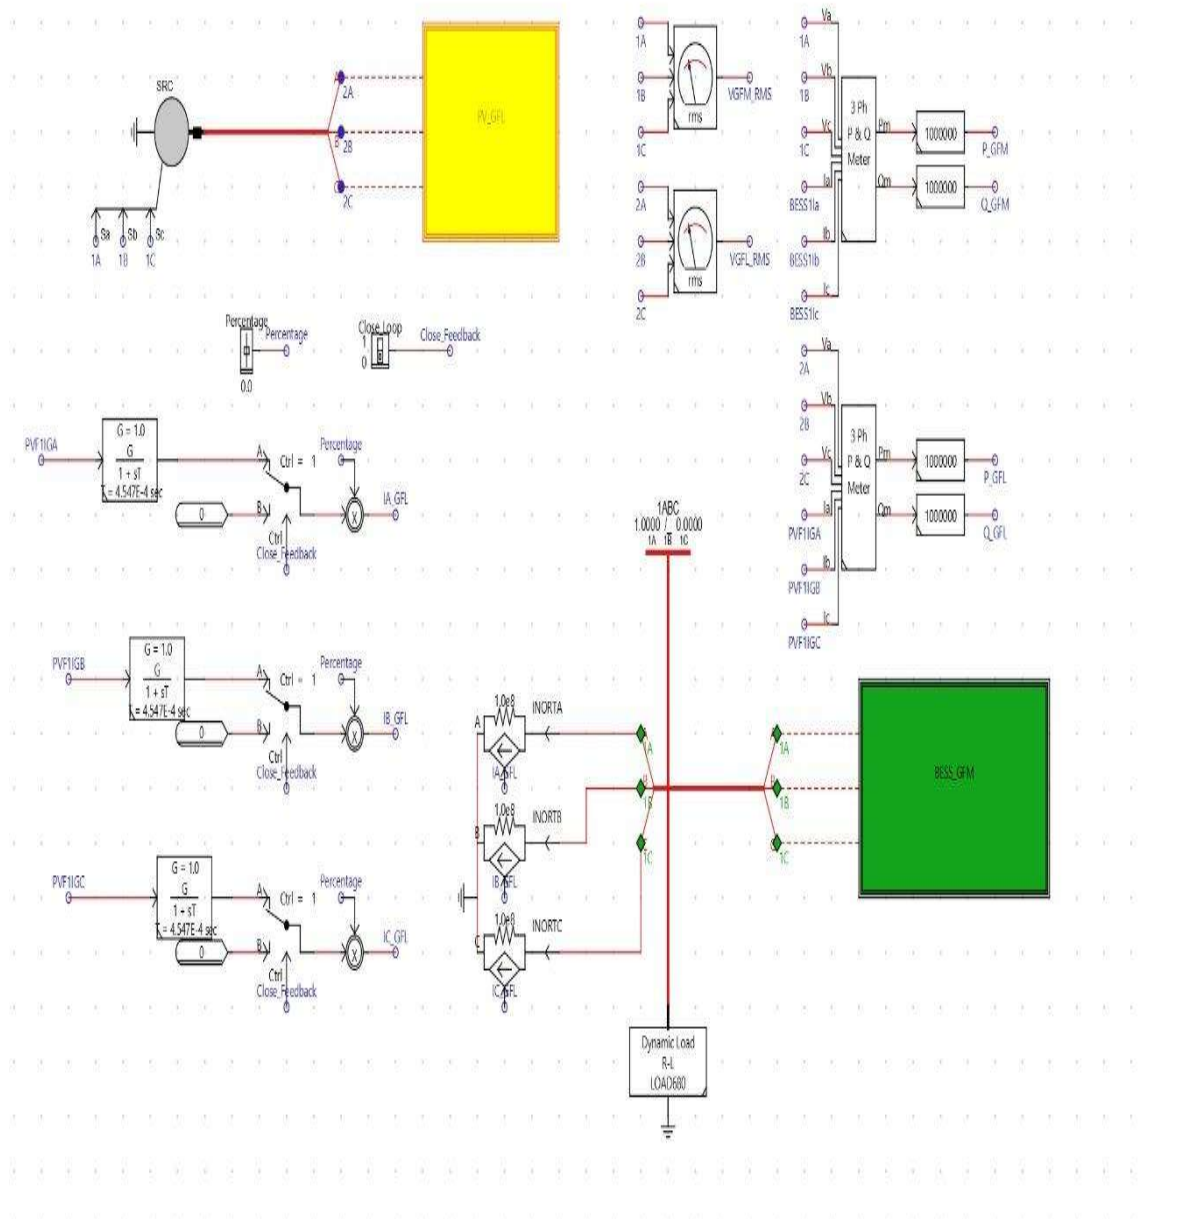 SRC
2A
2B
2C
PV_GFL
Sa
Sb
Sc
1A
1B
1C
1A
1B
1C
rms
VGFM_RMS
2A
2B
2C
rms
VGFL_RMS
Va
1A
Vb
1B
Vc
1C
Ia
BESS1Ia
Ib
BESS1Ib
Ic
BESS1Ic
3 Ph
P & Q
Meter
Pm
Qm
1000000
1000000
P_GFM
Q_GFM
Percentage
Percentage
0.0
Close_Loop
1
0
Close_Feedback
Va
2A
Vb
2B
Vc
2C
Ia
PVF1IGA
Ib
PVF1IGB
Ic
PVF1IGC
3 Ph
P & Q
Meter
Pm
Qm
1000000
1000000
P_GFL
Q_GFL
PVF1IGA
G = 1.0
G
1 + sT
T = 4.547E-4 sec
0
A
B
Ctrl = 1
Ctrl
Close_Feedback
Percentage
X
IA_GFL
PVF1IGB
G = 1.0
G
1 + sT
T = 4.547E-4 sec
0
A
B
Ctrl = 1
Ctrl
Close_Feedback
Percentage
X
IB_GFL
PVF1IGC
G = 1.0
G
1 + sT
T = 4.547E-4 sec
0
A
B
Ctrl = 1
Ctrl
Close_Feedback
Percentage
X
IC_GFL
1ABC
1.0000 / 0.0000
1A 1B 1C
A
1.0e8
INORTA
IA_GFL
B
1.0e8
INORTB
IB_GFL
C
1.0e8
INORTC
IC_GFL
1A
1B
1C
1A
1B
1C
BESS_GFM
Dynamic Load
R-L
LOAD680